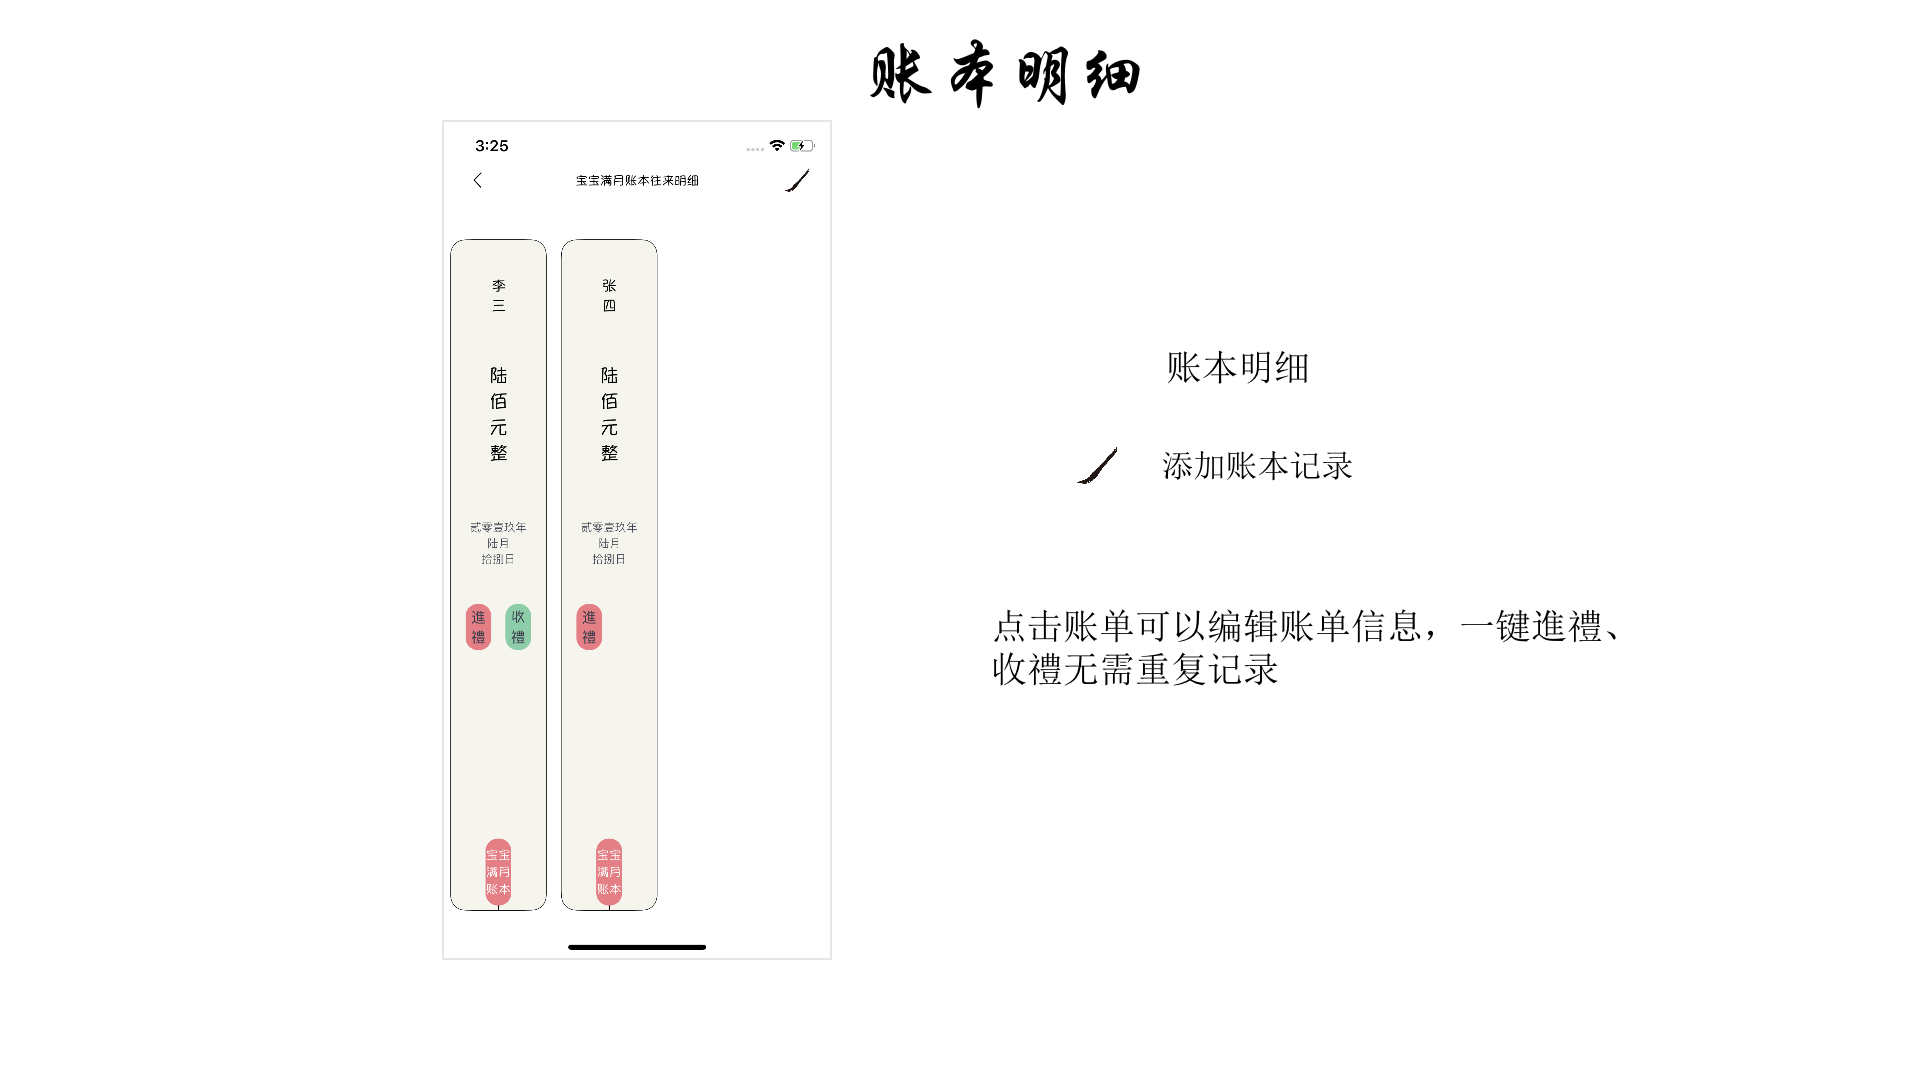 账本明细
3:25
宝宝满月账本往来明细
李三
陆佰元整
贰零壹玖年
陆月
拾捌日
進禮
收禮
宝宝
满月
账本
张四
陆佰元整
贰零壹玖年
陆月
拾捌日
進禮
宝宝
满月
账本
账本明细
添加账本记录
点击账单可以编辑账单信息，一键進禮、
收禮无需重复记录